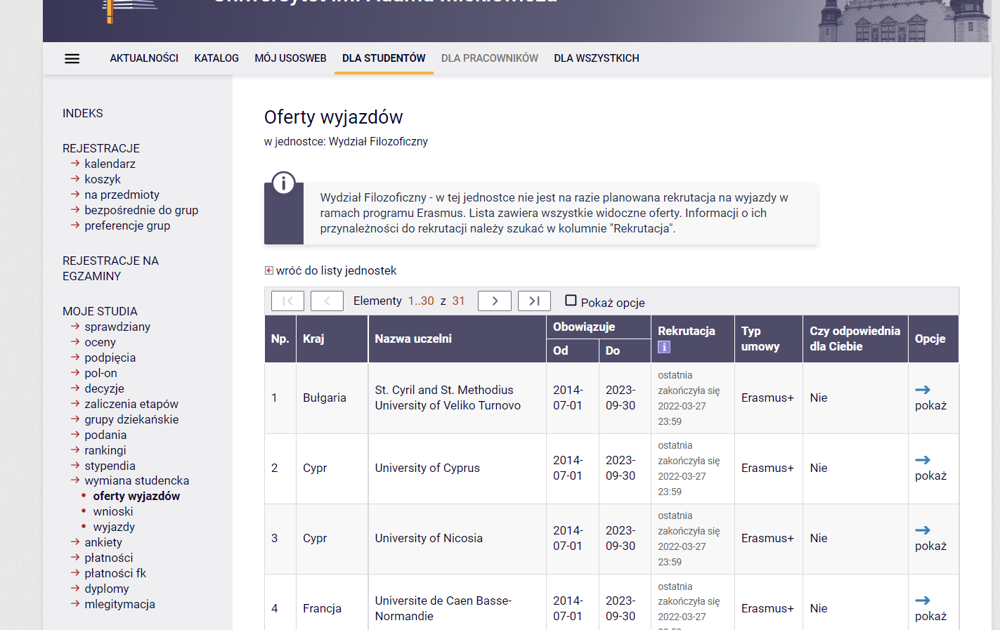 Uniwersytet im. Adama Mickiewicza
AKTUALNOŚCI KATALOG MÓJ USOSWEB DLA STUDENTÓW DLA PRACOWNIKÓW DLA WSZYSTKICH
INDEKS
REJESTRACJE
kalendarz
koszyk
na przedmioty
bezpośrednie do grup
preferencje grup
REJESTRACJE NA
EGZAMINY
MOJE STUDIA
sprawdziany
oceny
podpięcia
pol-on
decyzje
zaliczenia etapów
grupy dziekańskie
podania
rankingi
stypendia
wymiana studencka
oferty wyjazdów
wnioski
wyjazdy
ankiety
płatności
płatności fk
dyplomy
mlegitymacja
Oferty wyjazdów
w jednostce: Wydział Filozoficzny
Wydział Filozoficzny - w tej jednostce nie jest na razie planowana rekrutacja na wyjazdy w
ramach programu Erasmus. Lista zawiera wszystkie widoczne oferty. Informacji o ich
przynależności do rekrutacji należy szukać w kolumnie "Rekrutacja".
wróć do listy jednostek
Elementy 1..30 z 31 Pokaż opcje
Np. Kraj Nazwa uczelni Obowiązuje Rekrutacja Typ Czy odpowiednia Opcje
Od Do umowy dla Ciebie
ostatnia
1 Bułgaria St. Cyril and St. Methodius 2014- 2023- zakończyła się Erasmus+ Nie
University of Veliko Turnovo 07-01 09-30 2022-03-27 pokaż
23:59
ostatnia
2 Cypr University of Cyprus 2014- 2023- zakończyła się Erasmus+ Nie
07-01 09-30 2022-03-27 pokaż
23:59
ostatnia
3 Cypr University of Nicosia 2014- 2023- zakończyła się Erasmus+ Nie
07-01 09-30 2022-03-27 pokaż
23:59
ostatnia
4 Francja Universite de Caen Basse- 2014- 2023- zakończyła się Erasmus+ Nie
Normandie 07-01 09-30 2022-03-27 pokaż